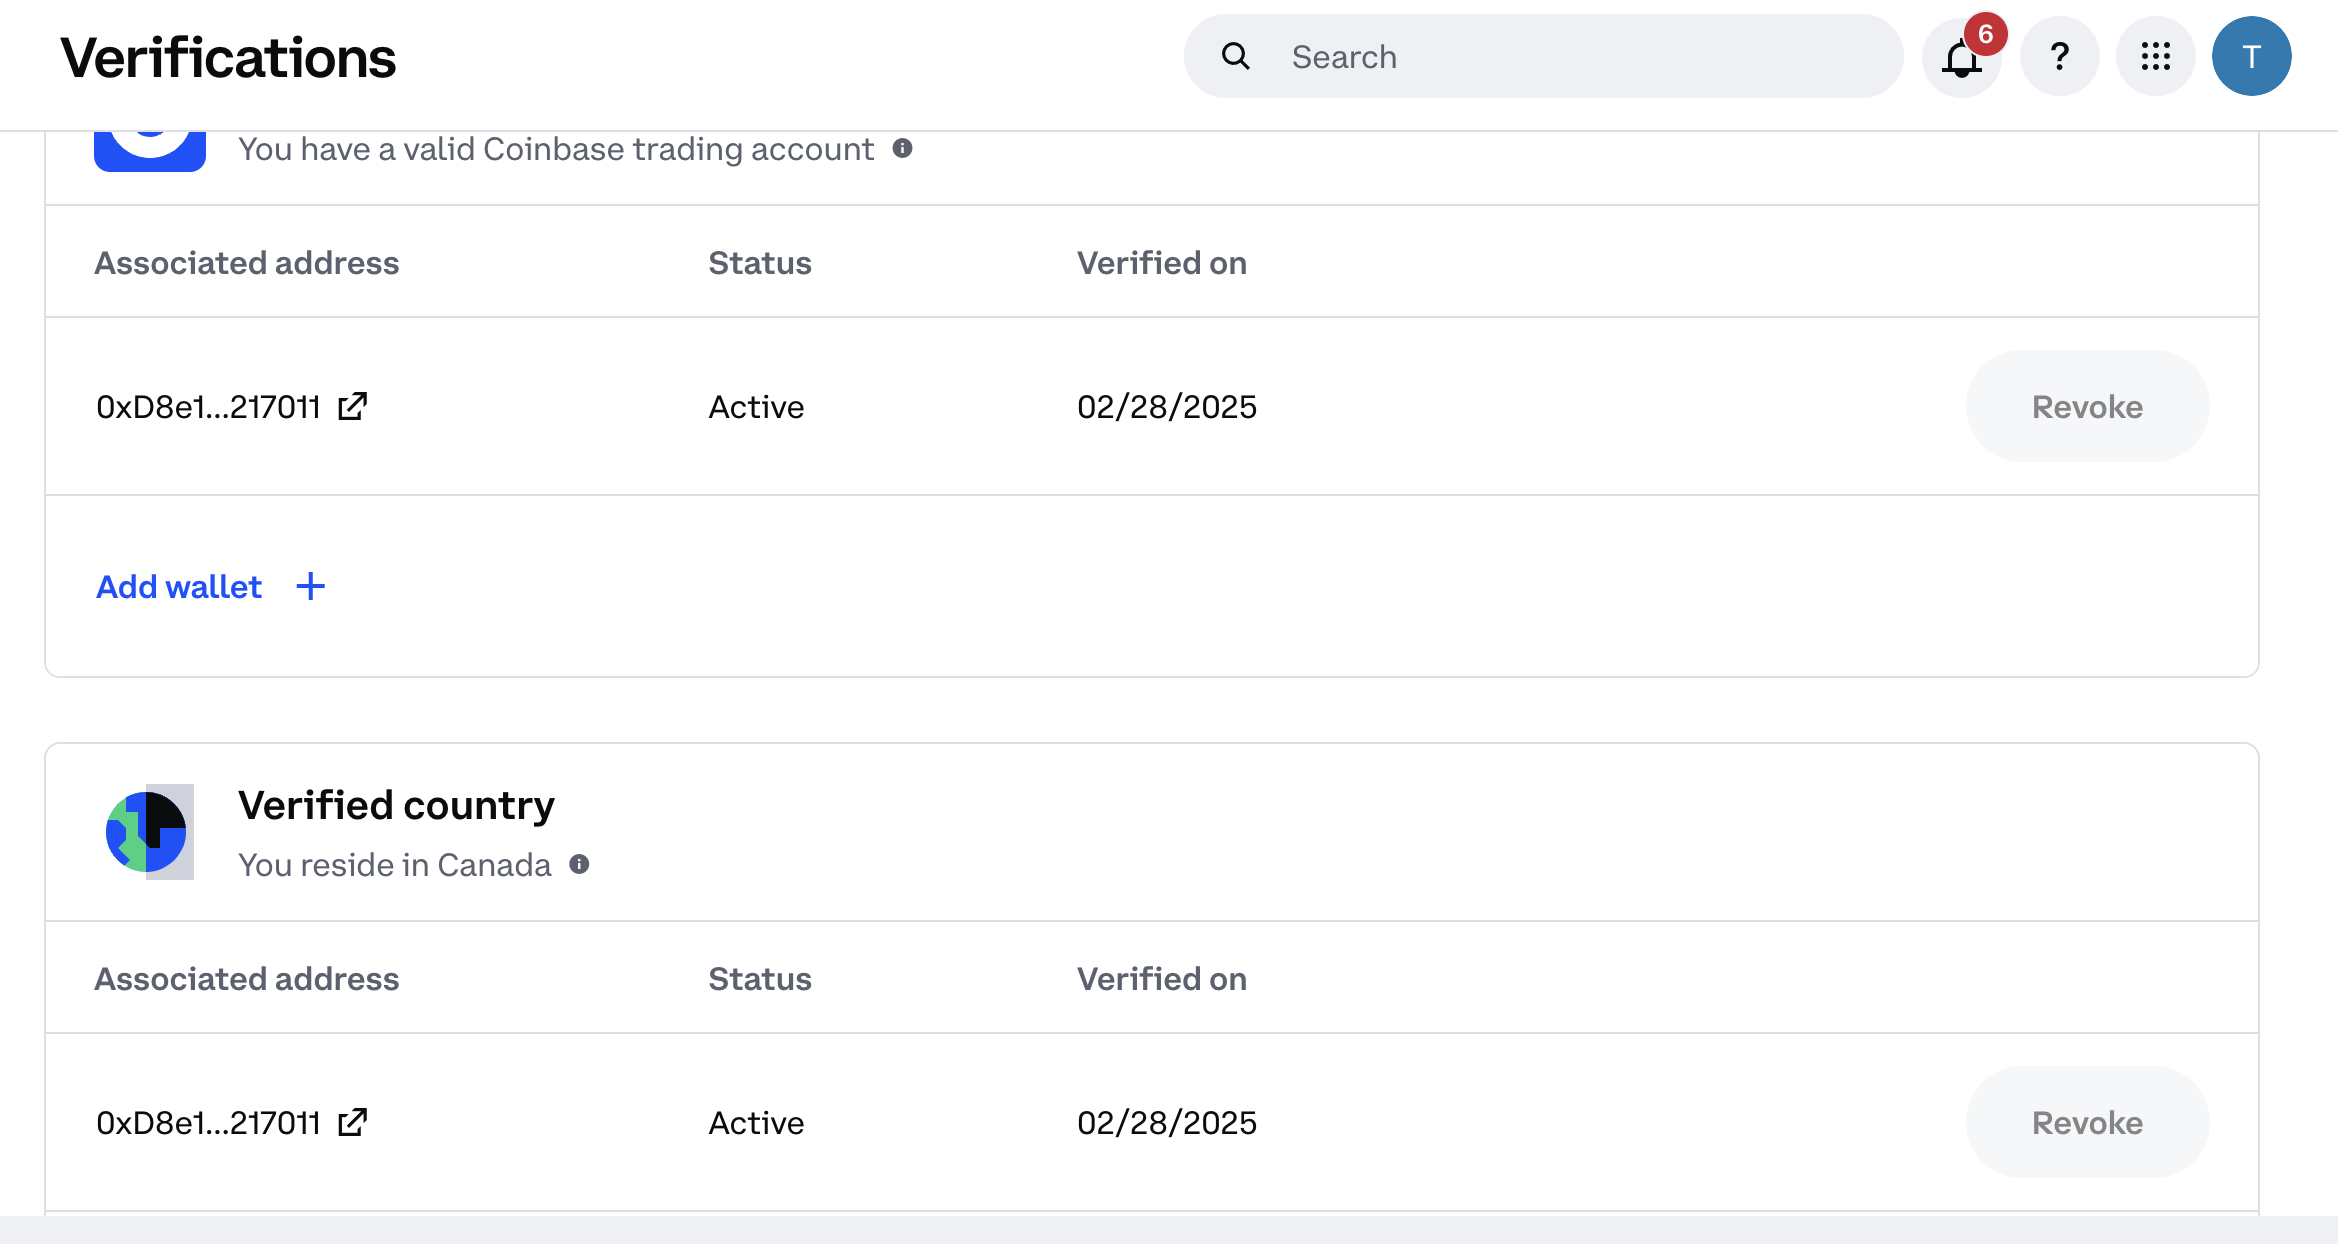 Verifications
Search
6
?
T
You have a valid Coinbase trading account
Associated address Status Verified on
0xD8e1...217011 Active 02/28/2025 Revoke
Add wallet +
Verified country
You reside in Canada
Associated address Status Verified on
0xD8e1...217011 Active 02/28/2025 Revoke